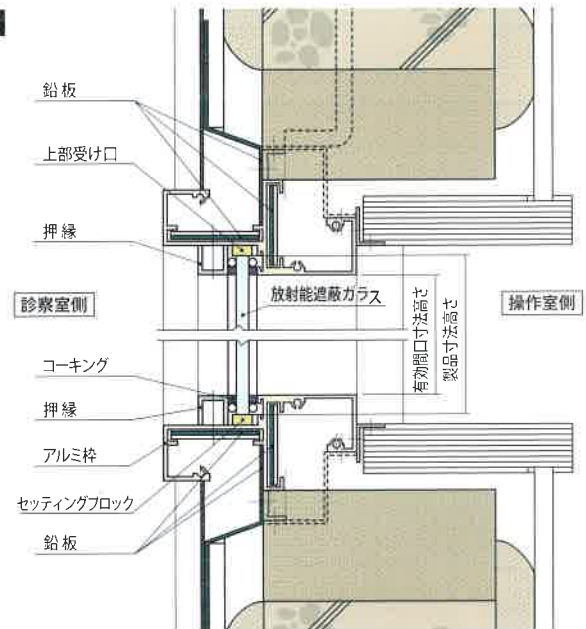 鉛板
上部受け口
押縁
診察室側
放射能遮蔽ガラス
有効間口寸法高さ
製品寸法高さ
操作室側
コーキング
押縁
アルミ枠
セッティングブロック
鉛板